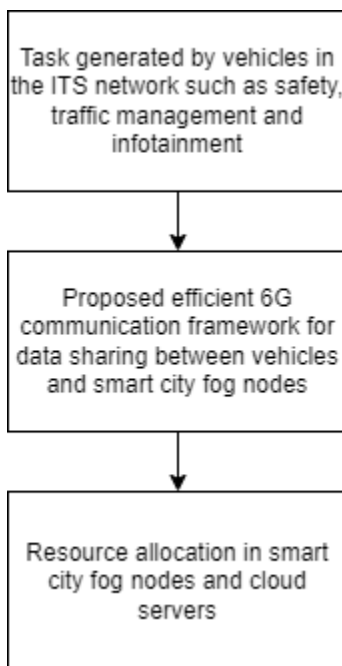 Task generated by vehicles in
the ITS network such as safety,
traffic management and
infotainment
Proposed efficient 6G
communication framework for
data sharing between vehicles
and smart city fog nodes
Resource allocation in smart
city fog nodes and cloud
servers